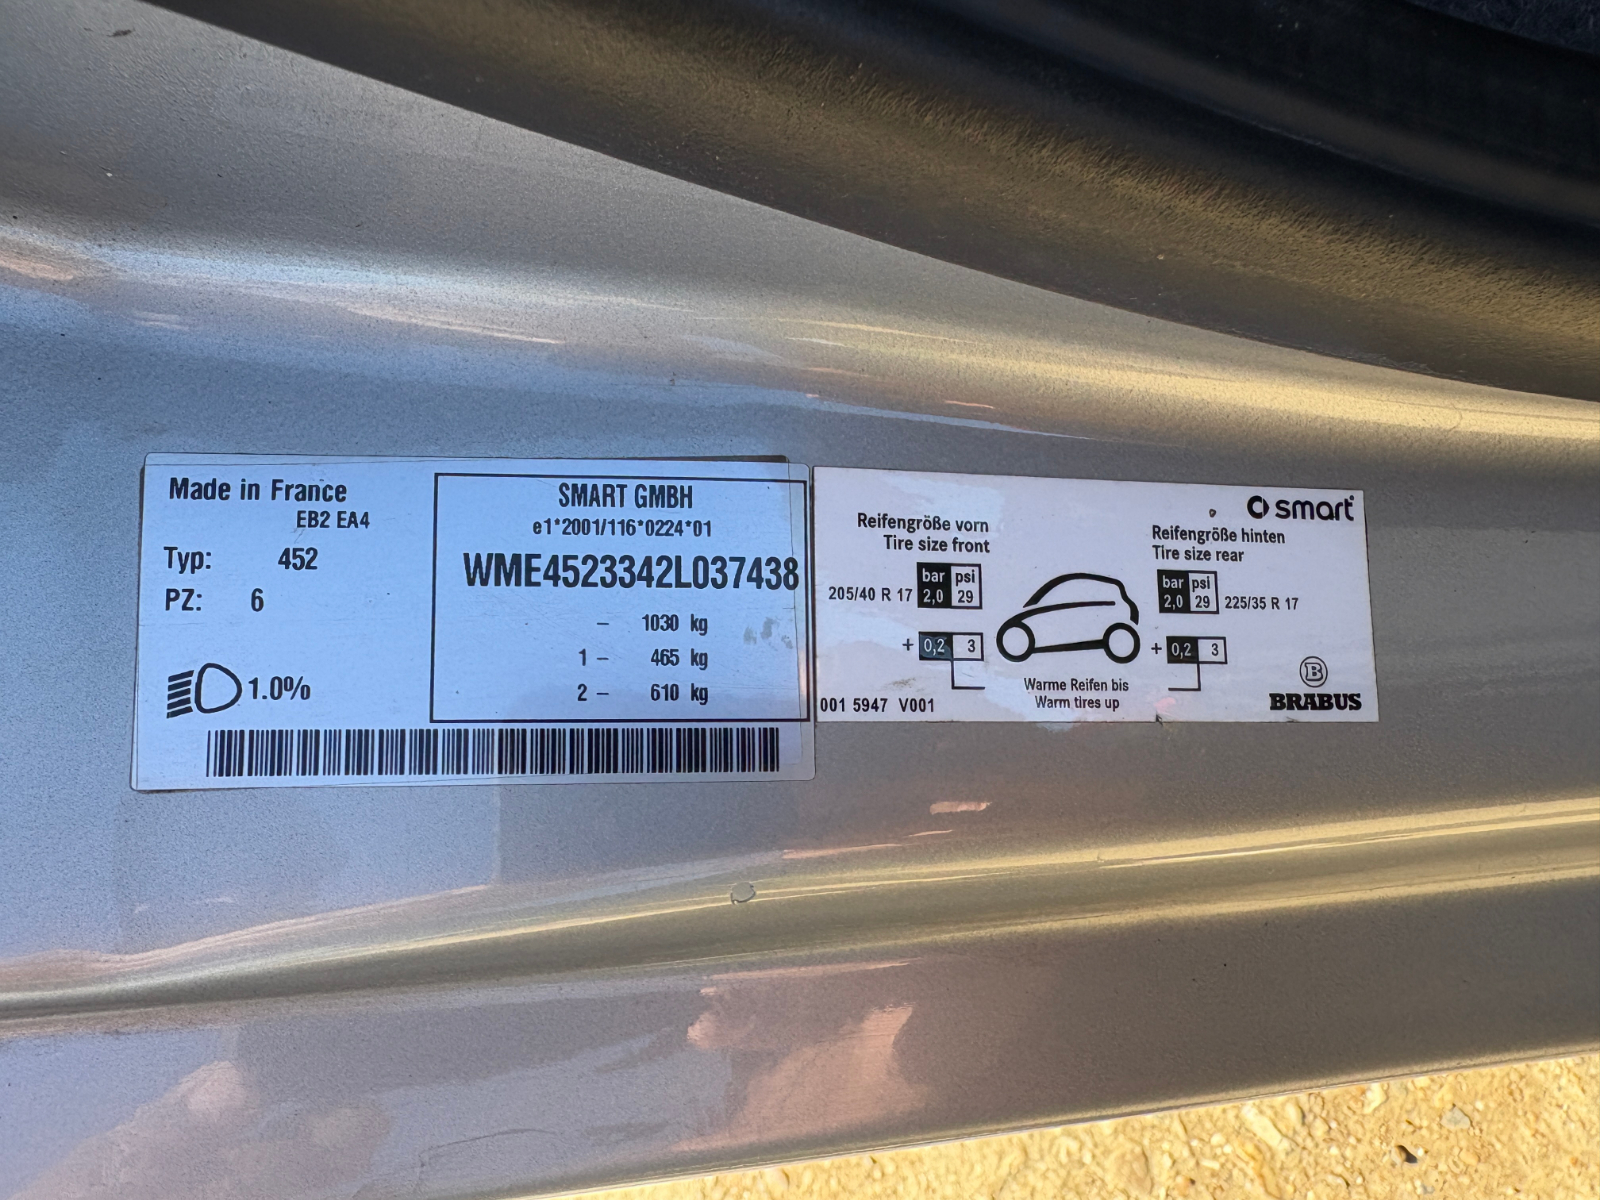 Made in France
EB2 EA4
Typ: 452
PZ: 6
1.0%
SMART GMBH
e1*2001/116*0224*01
WME4523342L037438
– 1030 kg
1 – 465 kg
2 – 610 kg
smart
Reifengröße vorn
Tire size front
205/40 R 17
bar psi
2,0 29
+ 0,2 3
Reifengröße hinten
Tire size rear
bar psi
2,0 29
225/35 R 17
+ 0,2 3
Warme Reifen bis
Warm tires up
001 5947 V001
B
BRABUS